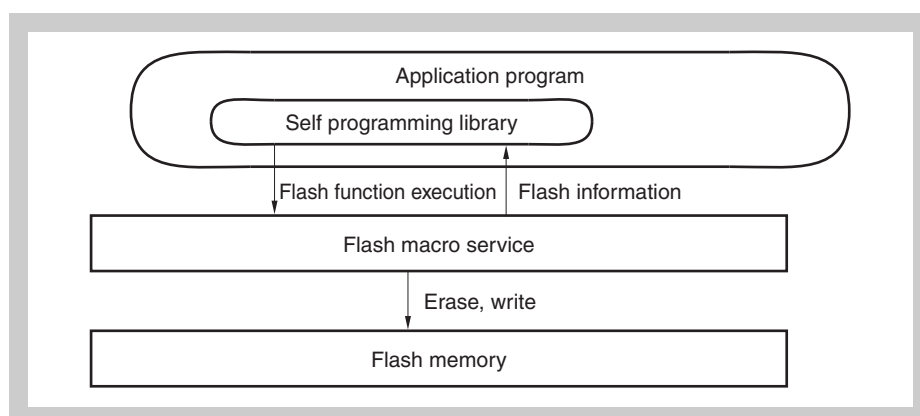 Application program
Self programming library
Flash function execution
Flash information
Flash macro service
Erase, write
Flash memory